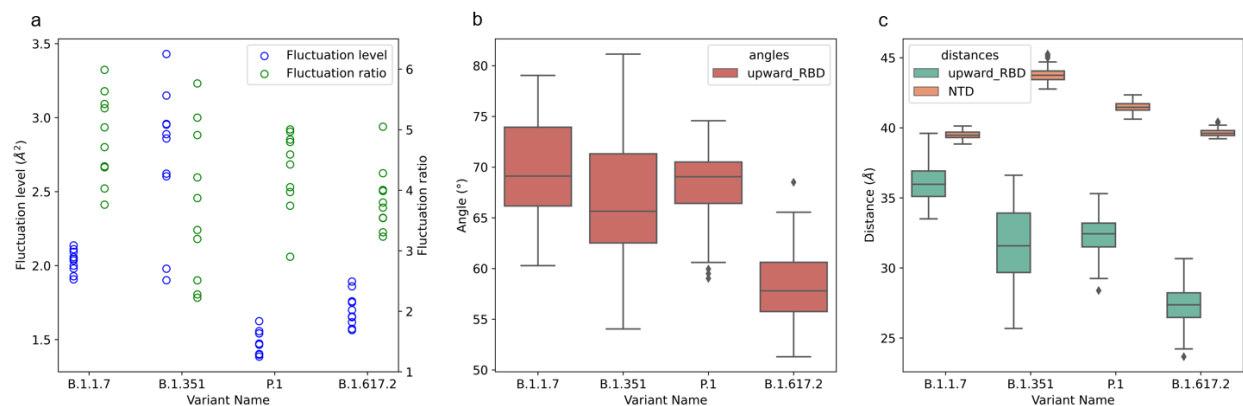 a
3.5
3.0
2.5
2.0
1.5
Fluctuation level (Å²)
Fluctuation level
Fluctuation ratio
6
5
4
3
2
1
Fluctuation ratio
B.1.1.7
B.1.351
P.1
B.1.617.2
Variant Name
b
80
75
70
65
60
55
50
Angle (°)
angles
upward_RBD
B.1.1.7
B.1.351
P.1
B.1.617.2
Variant Name
c
45
40
35
30
25
Distance (Å)
distances
upward_RBD
NTD
B.1.1.7
B.1.351
P.1
B.1.617.2
Variant Name